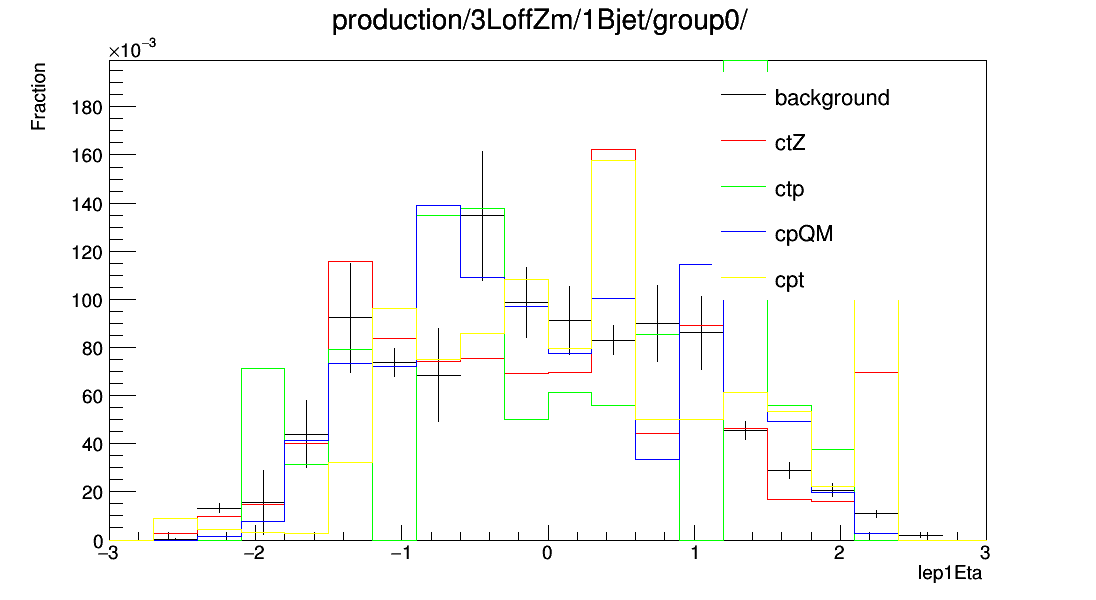 production/3LoffZm/1Bjet/group0/
×10⁻³
Fraction
180
160
140
120
100
80
60
40
20
0
−3
−2
−1
0
1
2
3
lep1Eta
background
ctZ
ctp
cpQM
cpt